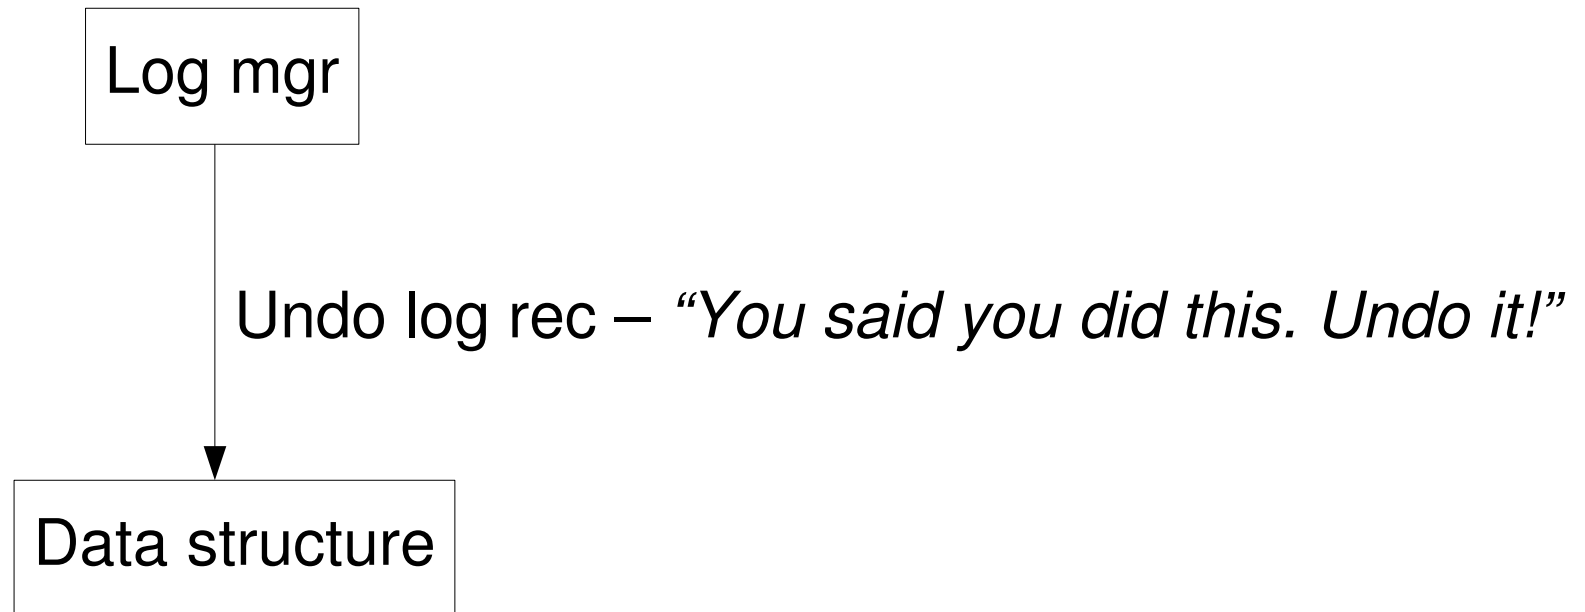 Log mgr
Undo log rec – “You said you did this. Undo it!”
Data structure